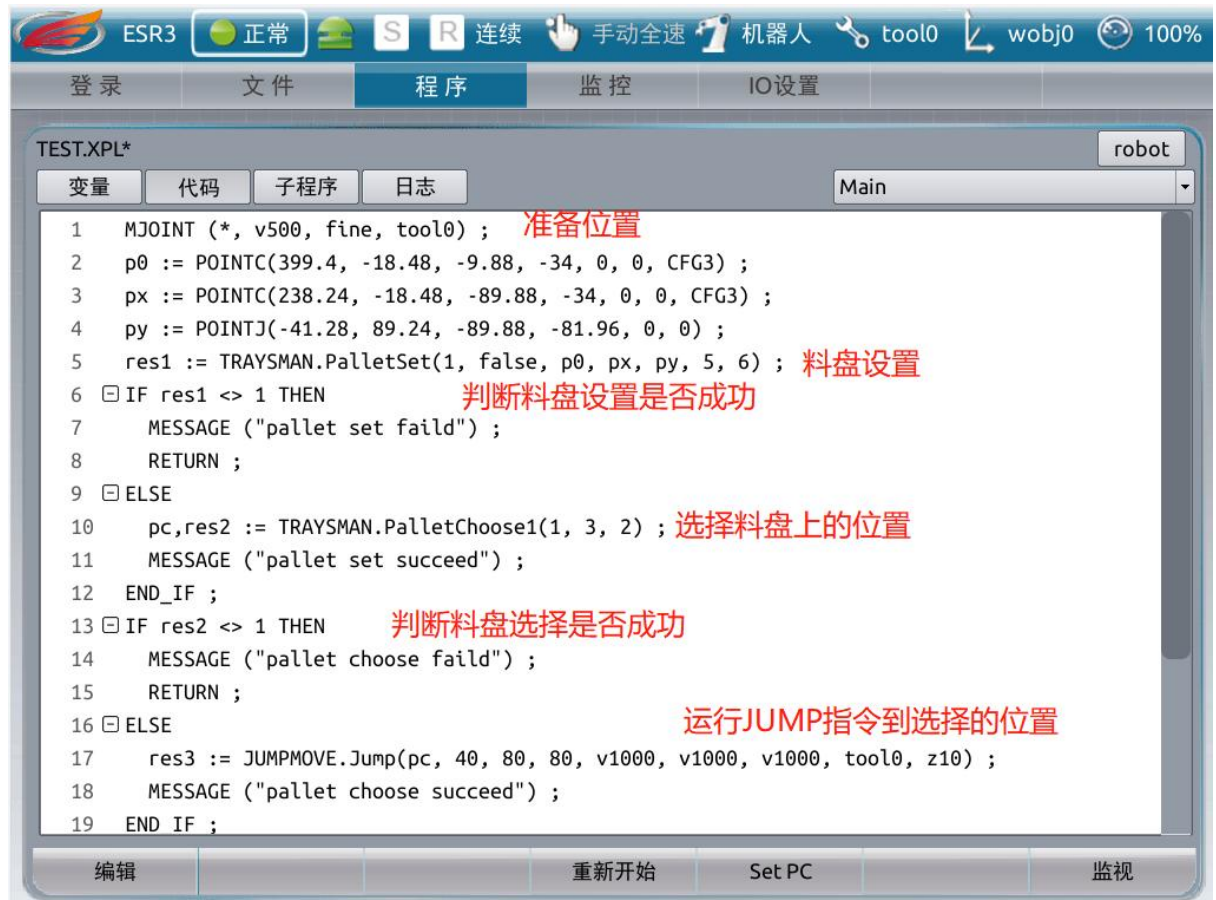 ESR3 正常 S R 连续 手动全速 机器人 tool0 wobj0 100%
登录 文件 程序 监控 IO设置
TEST.XPL* robot
变量 代码 子程序 日志 Main
1 MJOINT (*, v500, fine, tool0) ; 准备位置
2 p0 := POINTC(399.4, -18.48, -9.88, -34, 0, 0, CFG3) ;
3 px := POINTC(238.24, -18.48, -89.88, -34, 0, 0, CFG3) ;
4 py := POINTJ(-41.28, 89.24, -89.88, -81.96, 0, 0) ;
5 res1 := TRAYSMAN.PalletSet(1, false, p0, px, py, 5, 6) ; 料盘设置
6 IF res1 <> 1 THEN 判断料盘设置是否成功
7 MESSAGE ("pallet set faild") ;
8 RETURN ;
9 ELSE
10 pc,res2 := TRAYSMAN.PalletChoose1(1, 3, 2) ; 选择料盘上的位置
11 MESSAGE ("pallet set succeed") ;
12 END_IF ;
13 IF res2 <> 1 THEN 判断料盘选择是否成功
14 MESSAGE ("pallet choose faild") ;
15 RETURN ;
16 ELSE 运行JUMP指令到选择的位置
17 res3 := JUMPMOVE.Jump(pc, 40, 80, 80, v1000, v1000, v1000, tool0, z10) ;
18 MESSAGE ("pallet choose succeed") ;
19 END_IF ;
编辑 重新开始 Set PC 监视